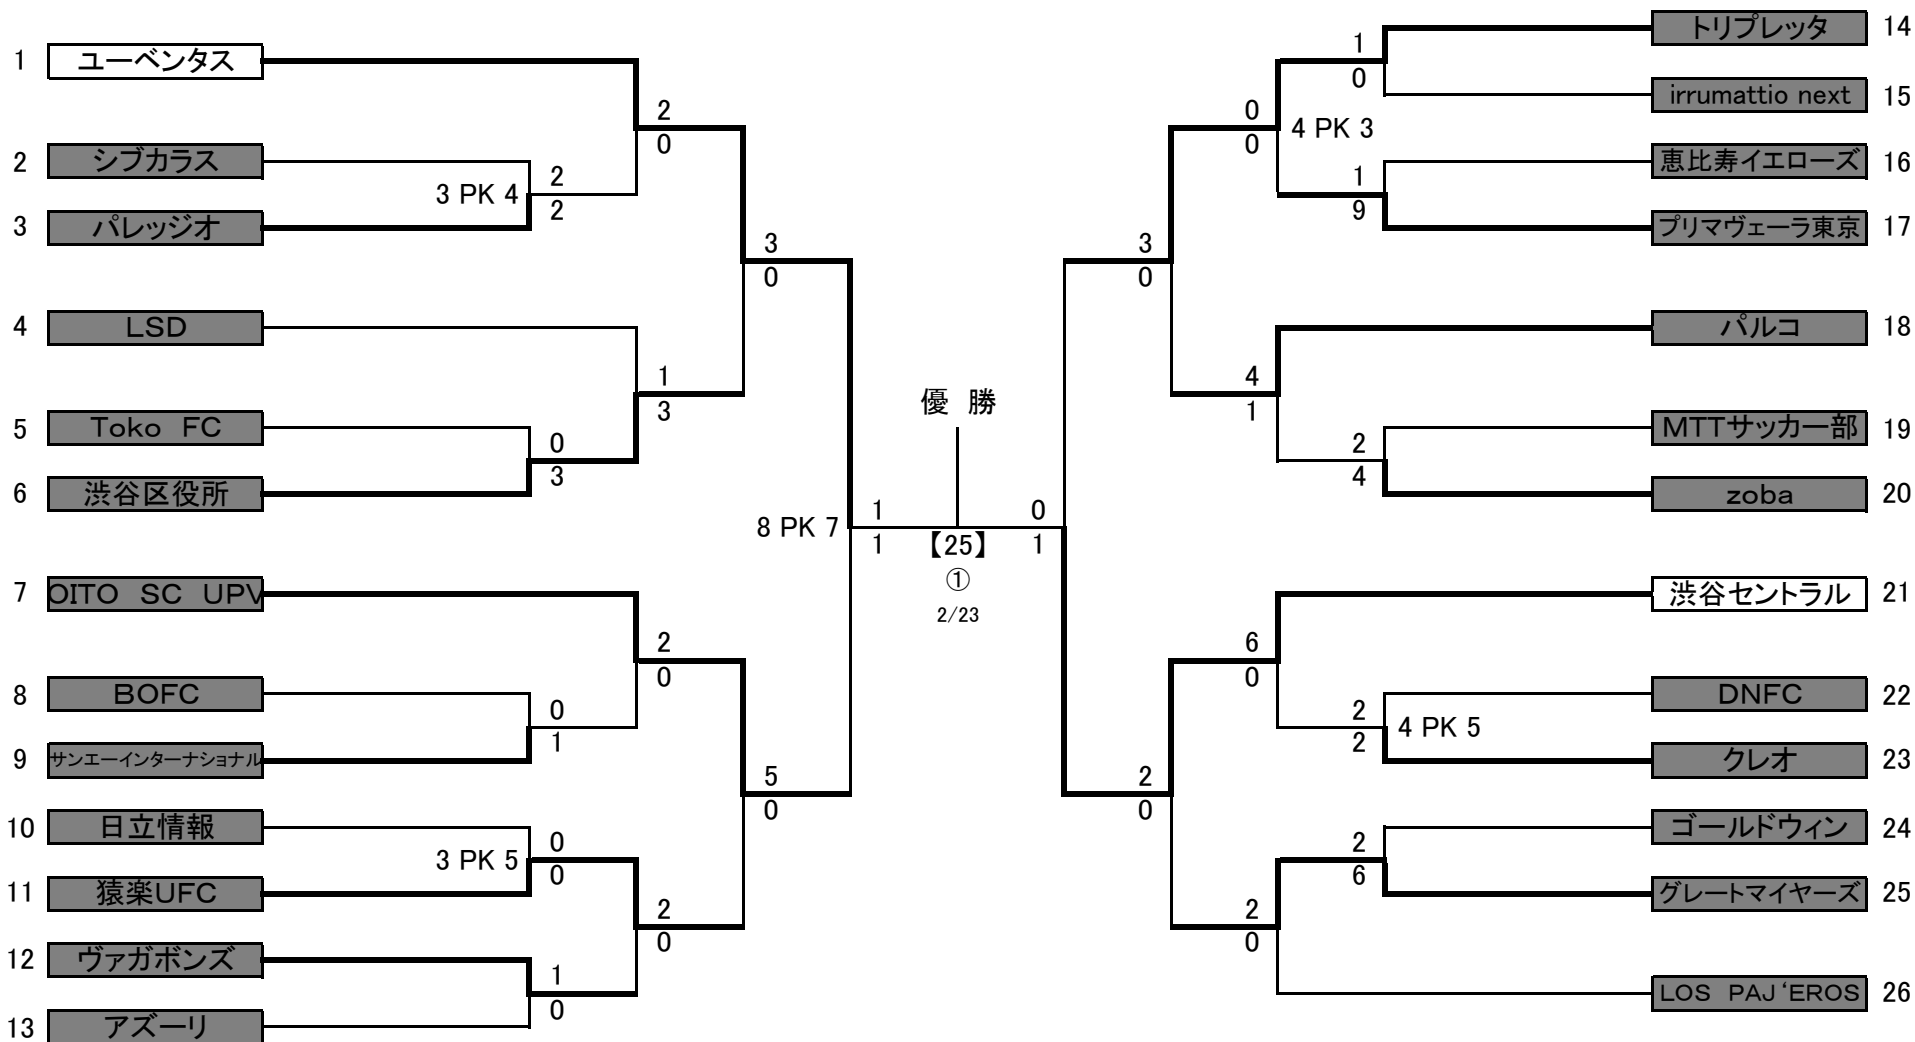 1 ユーベンタス
2 シブカラス
3 パレッジオ
4 LSD
5 Toko FC
6 渋谷区役所
7 OITO SC UPV
8 BOFC
9 サンエーインターナショナル
10 日立情報
11 猿楽UFC
12 ヴァガボンズ
13 アズーリ
2
0
3 PK 4
2
2
3
0
1
3
0
3
8 PK 7
1
1
2
0
0
1
5
0
3 PK 5
0
0
2
0
1
0
優 勝
【25】
①
2/23
1
0
0
0
4 PK 3
1
9
3
0
4
1
2
4
0
1
6
0
2
2
4 PK 5
2
0
2
6
2
0
トリプレッタ 14
irrumattio next 15
恵比寿イエローズ 16
プリマヴェーラ東京 17
パルコ 18
MTTサッカー部 19
zoba 20
渋谷セントラル 21
DNFC 22
クレオ 23
ゴールドウィン 24
グレートマイヤーズ 25
LOS PAJ‘EROS 26